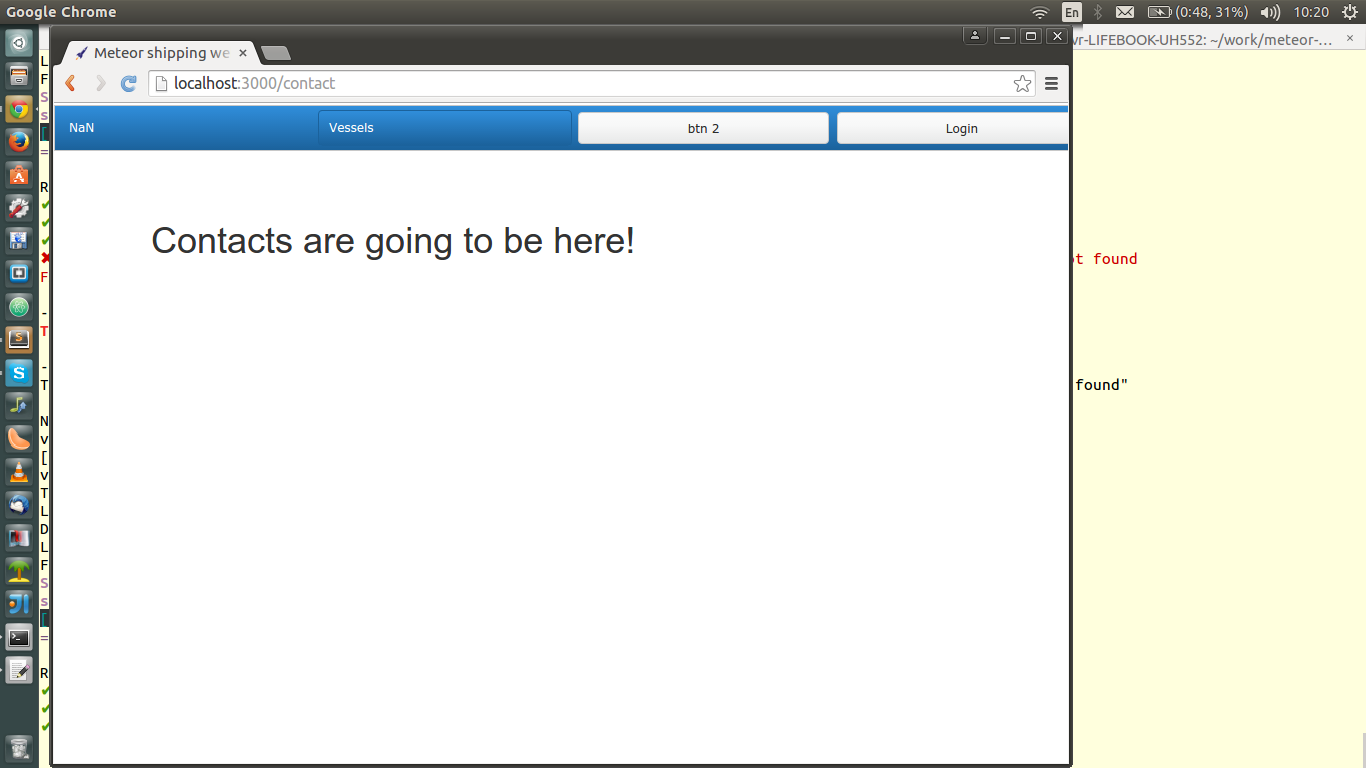 Google Chrome
En
(0:48, 31%)
10:20
Meteor shipping we
vr-LIFEBOOK-UH552: ~/work/meteor-...
localhost:3000/contact
NaN
Vessels
btn 2
Login
Contacts are going to be here!
t found
found"
L
F
S
s
[
=
R
F
-
T
-
T
N
v
[
v
T
L
D
L
F
S
s
[
=
R